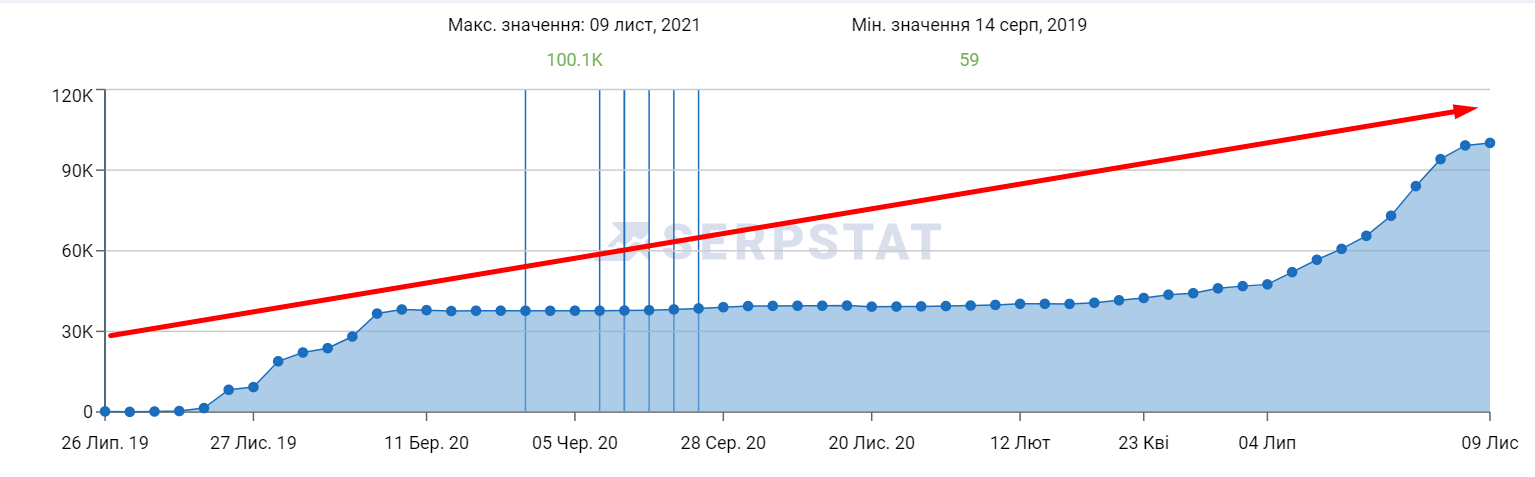 Макс. значення: 09 лист, 2021 Мін. значення 14 серп, 2019
100.1K 59
120K
90K
SERPSTAT
60K
30K
0
26 Лип. 19 27 Лис. 19 11 Бер. 20 05 Чер. 20 28 Сер. 20 20 Лис. 20 12 Лют 23 Кві 04 Лип 09 Лис